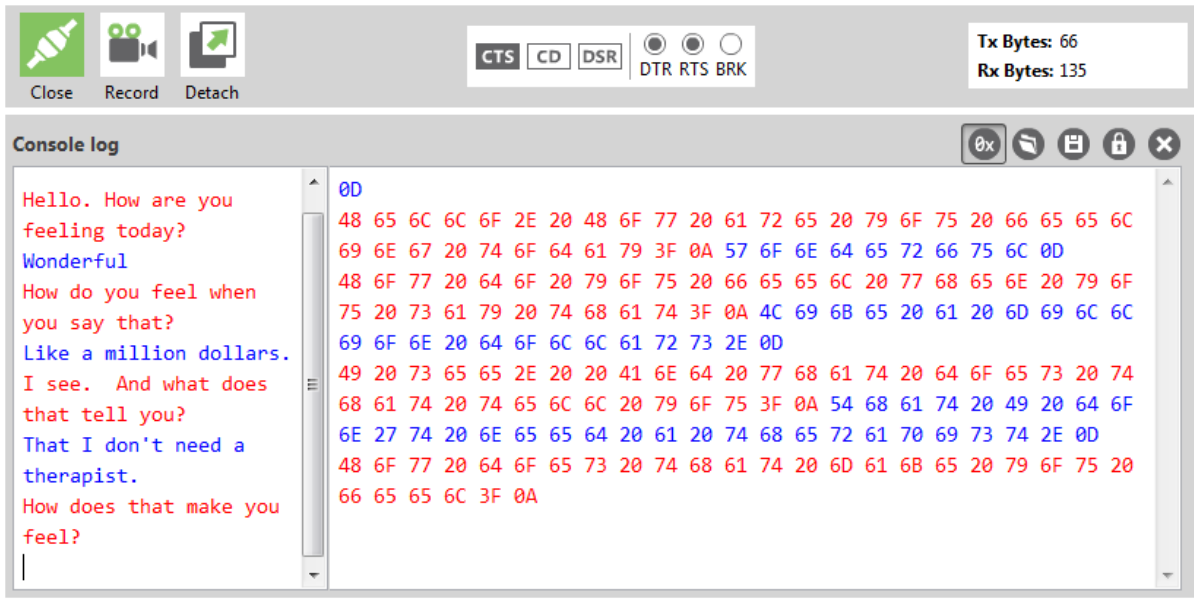 Close Record Detach
CTS CD DSR
DTR RTS BRK
Tx Bytes: 66
Rx Bytes: 135
Console log
0x
Hello. How are you
feeling today?
Wonderful
How do you feel when
you say that?
Like a million dollars.
I see.  And what does
that tell you?
That I don't need a
therapist.
How does that make you
feel?
0D
48 65 6C 6C 6F 2E 20 48 6F 77 20 61 72 65 20 79 6F 75 20 66 65 65 6C
69 6E 67 20 74 6F 64 61 79 3F 0A 57 6F 6E 64 65 72 66 75 6C 0D
48 6F 77 20 64 6F 20 79 6F 75 20 66 65 65 6C 20 77 68 65 6E 20 79 6F
75 20 73 61 79 20 74 68 61 74 3F 0A 4C 69 6B 65 20 61 20 6D 69 6C 6C
69 6F 6E 20 64 6F 6C 6C 61 72 73 2E 0D
49 20 73 65 65 2E 20 20 41 6E 64 20 77 68 61 74 20 64 6F 65 73 20 74
68 61 74 20 74 65 6C 6C 20 79 6F 75 3F 0A 54 68 61 74 20 49 20 64 6F
6E 27 74 20 6E 65 65 64 20 61 20 74 68 65 72 61 70 69 73 74 2E 0D
48 6F 77 20 64 6F 65 73 20 74 68 61 74 20 6D 61 6B 65 20 79 6F 75 20
66 65 65 6C 3F 0A